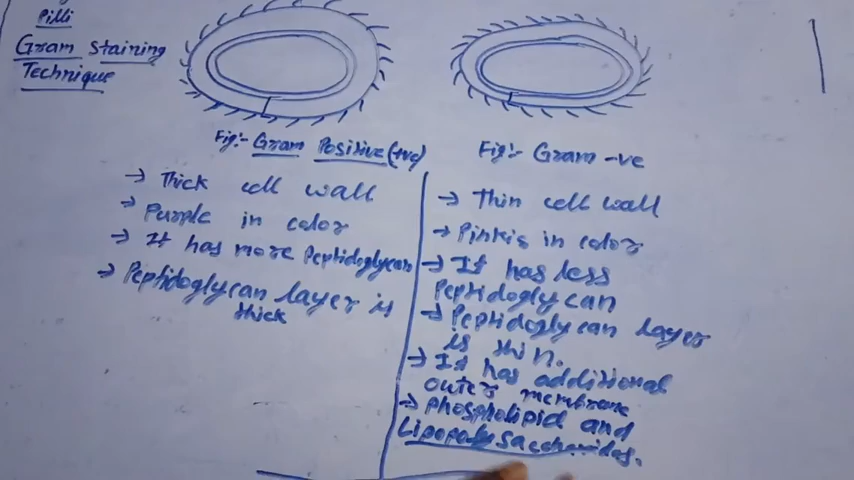 Pilli
Gram Staining
Technique
Fig:- Gram Positive (+ve)
→ Thick cell wall
→ Purple in color
→ It has more Peptidoglycan
→ Peptidoglycan layer is
thick
Fig:- Gram -ve
→ Thin cell wall
→ Pinkis in color
→ It has less
Peptidoglycan
→ Peptidoglycan layer
is thin.
→ It has additional
outer membrane
→ Phospholipid and
Lipopolysaccharides.